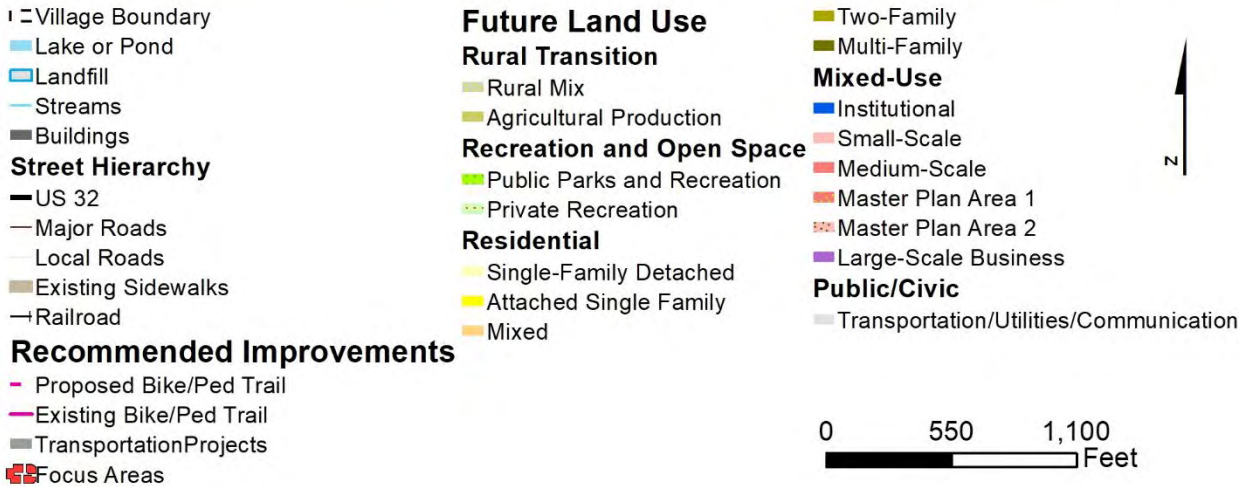 Village Boundary
Lake or Pond
Landfill
Streams
Buildings
Street Hierarchy
US 32
Major Roads
Local Roads
Existing Sidewalks
Railroad
Recommended Improvements
Proposed Bike/Ped Trail
Existing Bike/Ped Trail
TransportationProjects
Focus Areas
Future Land Use
Rural Transition
Rural Mix
Agricultural Production
Recreation and Open Space
Public Parks and Recreation
Private Recreation
Residential
Single-Family Detached
Attached Single Family
Mixed
Two-Family
Multi-Family
Mixed-Use
Institutional
Small-Scale
Medium-Scale
Master Plan Area 1
Master Plan Area 2
Large-Scale Business
Public/Civic
Transportation/Utilities/Communication
N
0 550 1,100
Feet